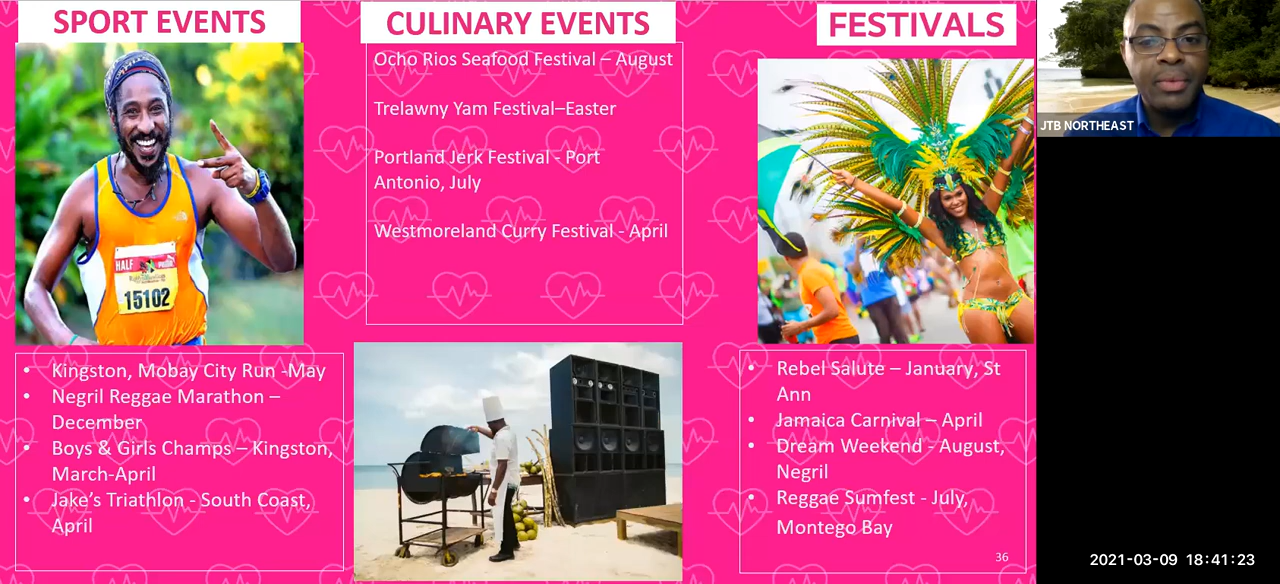 SPORT EVENTS
HALF
15102
Kingston, Mobay City Run -May
Negril Reggae Marathon –
December
Boys & Girls Champs – Kingston,
March-April
Jake's Triathlon - South Coast,
April
CULINARY EVENTS
Ocho Rios Seafood Festival – August
Trelawny Yam Festival–Easter
Portland Jerk Festival - Port
Antonio, July
Westmoreland Curry Festival - April
FESTIVALS
Rebel Salute – January, St
Ann
Jamaica Carnival – April
Dream Weekend - August,
Negril
Reggae Sumfest - July,
Montego Bay
36
JTB NORTHEAST
2021-03-09 18:41:23